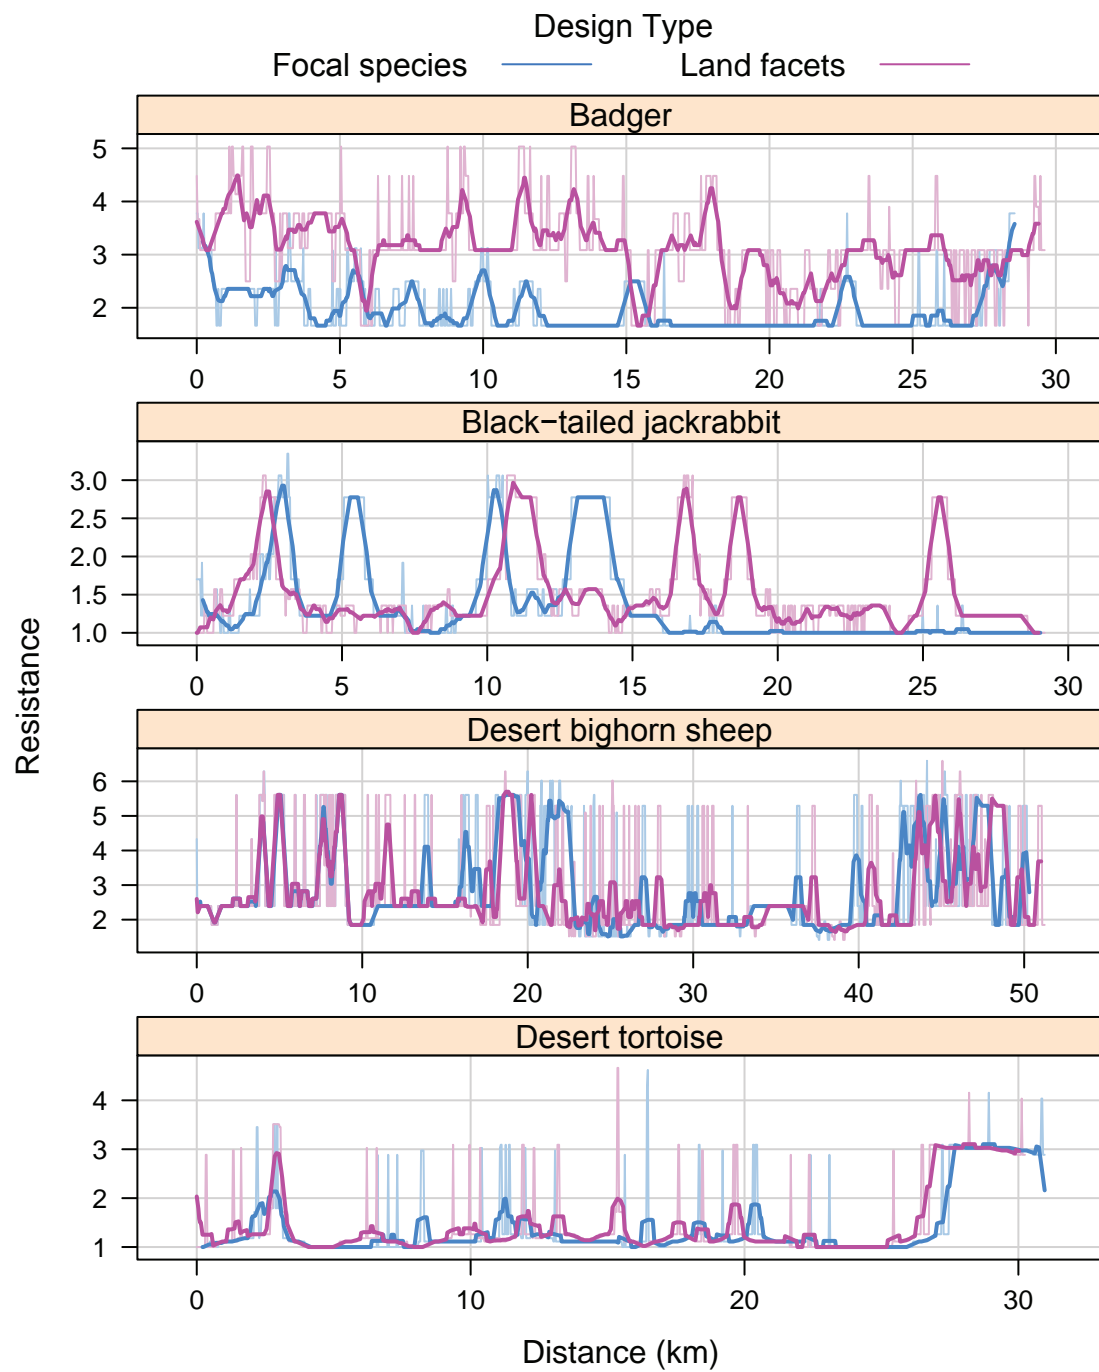 Design Type
Focal species Land facets
Badger
5
4
3
2
0 5 10 15 20 25 30
Black−tailed jackrabbit
3.0
2.5
2.0
1.5
1.0
0 5 10 15 20 25 30
Resistance
Desert bighorn sheep
6
5
4
3
2
0 10 20 30 40 50
Desert tortoise
4
3
2
1
0 10 20 30
Distance (km)